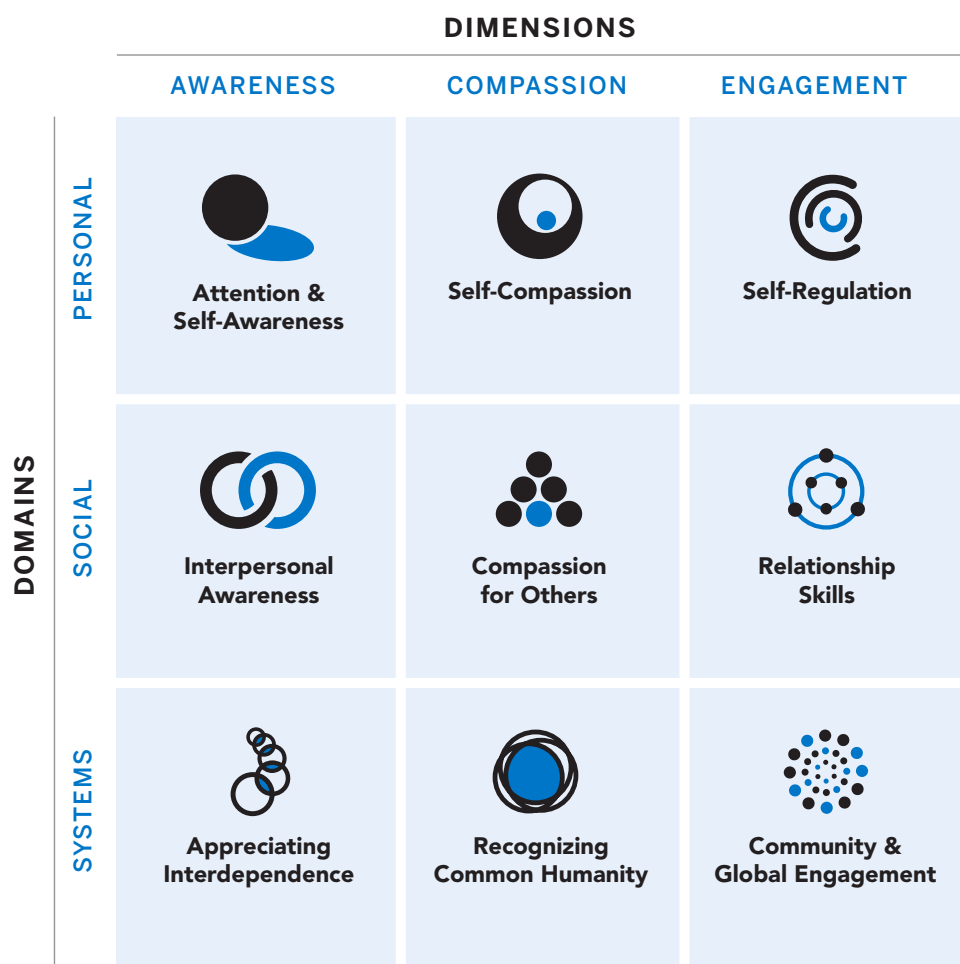 DIMENSIONS
AWARENESS COMPASSION ENGAGEMENT
DOMAINS
PERSONAL
Attention &
Self-Awareness
Self-Compassion
Self-Regulation
SOCIAL
Interpersonal
Awareness
Compassion
for Others
Relationship
Skills
SYSTEMS
Appreciating
Interdependence
Recognizing
Common Humanity
Community &
Global Engagement